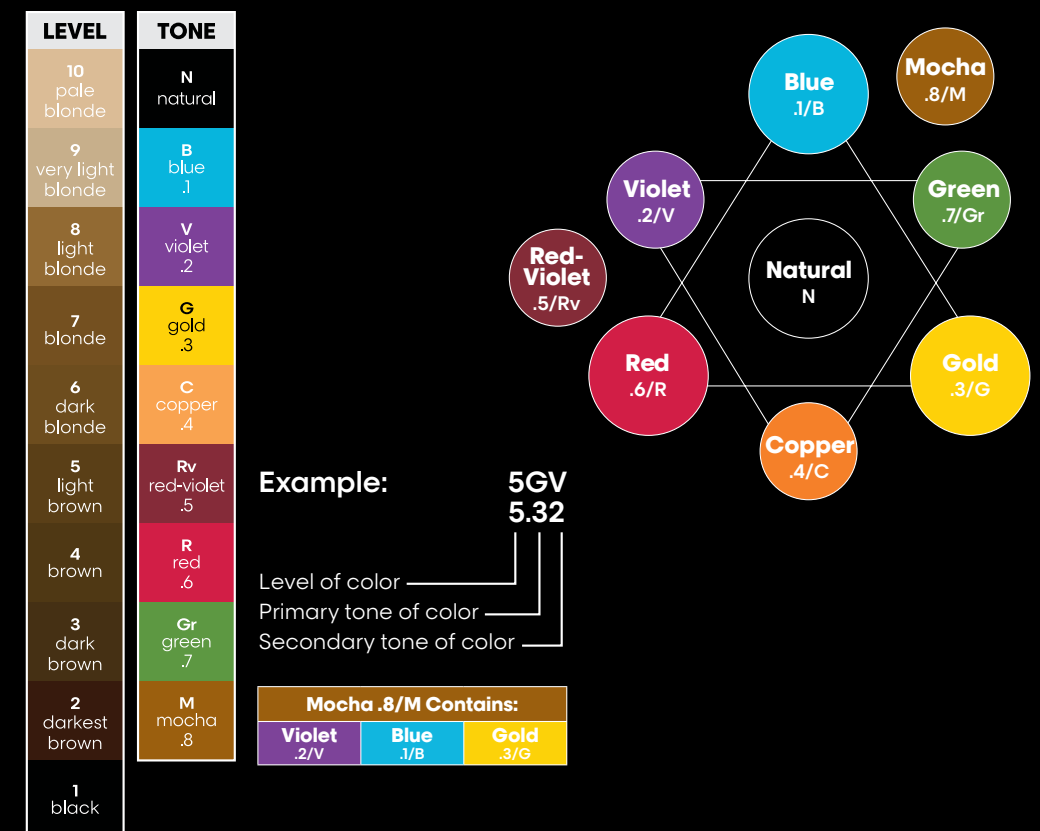 LEVEL
10
pale
blonde
9
very light
blonde
8
light
blonde
7
blonde
6
dark
blonde
5
light
brown
4
brown
3
dark
brown
2
darkest
brown
1
black
TONE
N
natural
B
blue
.1
V
violet
.2
G
gold
.3
C
copper
.4
Rv
red-violet
.5
R
red
.6
Gr
green
.7
M
mocha
.8
Blue
.1/B
Mocha
.8/M
Violet
.2/V
Green
.7/Gr
Red-
Violet
.5/Rv
Natural
N
Red
.6/R
Gold
.3/G
Copper
.4/C
Example: 5GV
5.32
Level of color
Primary tone of color
Secondary tone of color
Mocha .8/M Contains:
Violet
.2/V
Blue
.1/B
Gold
.3/G